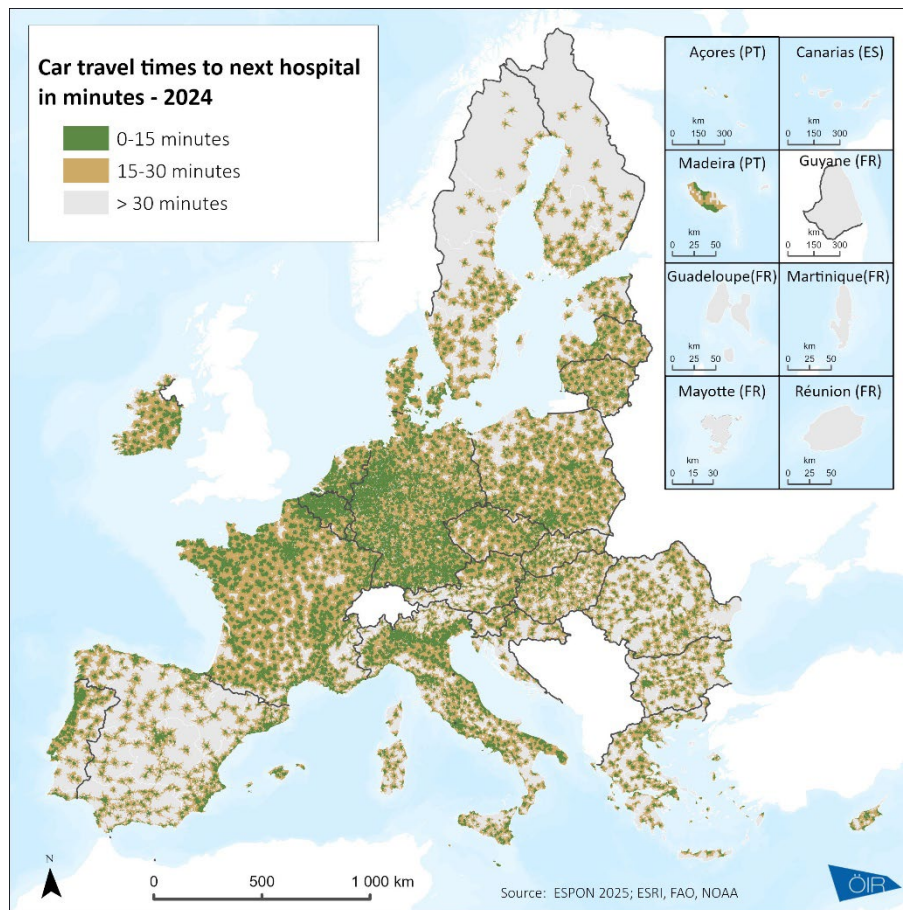 Car travel times to next hospital
in minutes - 2024
0-15 minutes
15-30 minutes
> 30 minutes
Açores (PT)
km
0 150 300
Canarias (ES)
km
0 150 300
Madeira (PT)
km
0 25 50
Guyane (FR)
km
0 150 300
Guadeloupe(FR)
km
0 25 50
Martinique(FR)
km
0 25 50
Mayotte (FR)
km
0 15 30
Réunion (FR)
km
0 25 50
N
0 500 1 000 km
Source: ESPON 2025; ESRI, FAO, NOAA
ÖIR